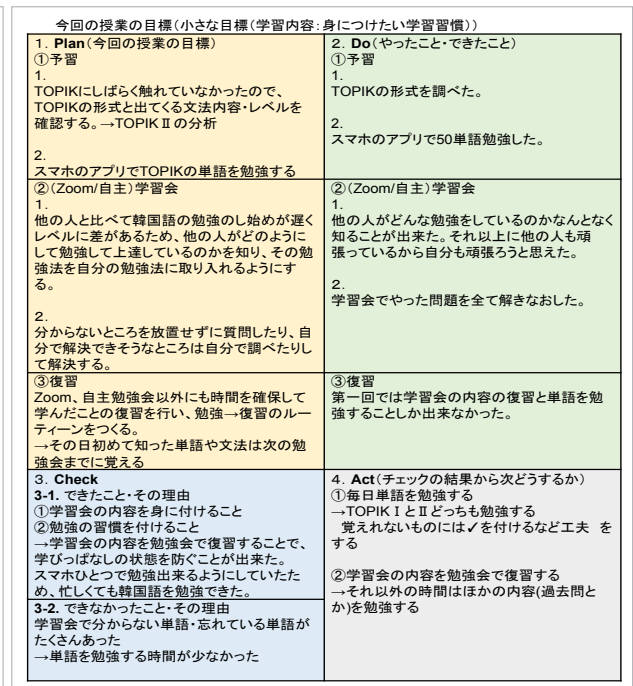 今回の授業の目標(小さな目標(学習内容:身につけたい学習習慣))
1. Plan(今回の授業の目標)
①予習
1.
TOPIKにしばらく触れていなかったので、
TOPIKの形式と出てくる文法内容・レベルを
確認する。→TOPIKⅡの分析
2.
スマホのアプリでTOPIKの単語を勉強する
2. Do(やったこと・できたこと)
①予習
1.
TOPIKの形式を調べた。
2.
スマホのアプリで50単語勉強した。
②(Zoom/自主)学習会
1.
他の人と比べて韓国語の勉強のし始めが遅く
レベルに差があるため、他の人がどのように
して勉強して上達しているのかを知り、その勉
強法を自分の勉強法に取り入れるようにす
る。
2.
分からないところを放置せずに質問したり、自
分で解決できそうなところは自分で調べたりし
て解決する。
②(Zoom/自主)学習会
1.
他の人がどんな勉強をしているのかなんとなく
知ることが出来た。それ以上に他の人も頑
張っているから自分も頑張ろうと思えた。
2.
学習会でやった問題を全て解きなおした。
③復習
Zoom、自主勉強会以外にも時間を確保して
学んだことの復習を行い、勉強→復習のルー
ティーンをつくる。
→その日初めて知った単語や文法は次の勉
強会までに覚える
③復習
第一回では学習会の内容の復習と単語を勉
強することしか出来なかった。
3. Check
3-1. できたこと・その理由
①学習会の内容を身に付けること
②勉強の習慣を付けること
→学習会の内容を勉強会で復習することで、
学びっぱなしの状態を防ぐことが出来た。
スマホひとつで勉強出来るようにしていたた
め、忙しくても韓国語を勉強できた。
3-2. できなかったこと・その理由
学習会で分からない単語・忘れている単語が
たくさんあった
→単語を勉強する時間が少なかった
4. Act(チェックの結果から次どうするか)
①毎日単語を勉強する
→TOPIKⅠとⅡどっちも勉強する
覚えれないものには✓を付けるなど工夫 を
する
②学習会の内容を勉強会で復習する
→それ以外の時間はほかの内容(過去問と
か)を勉強する